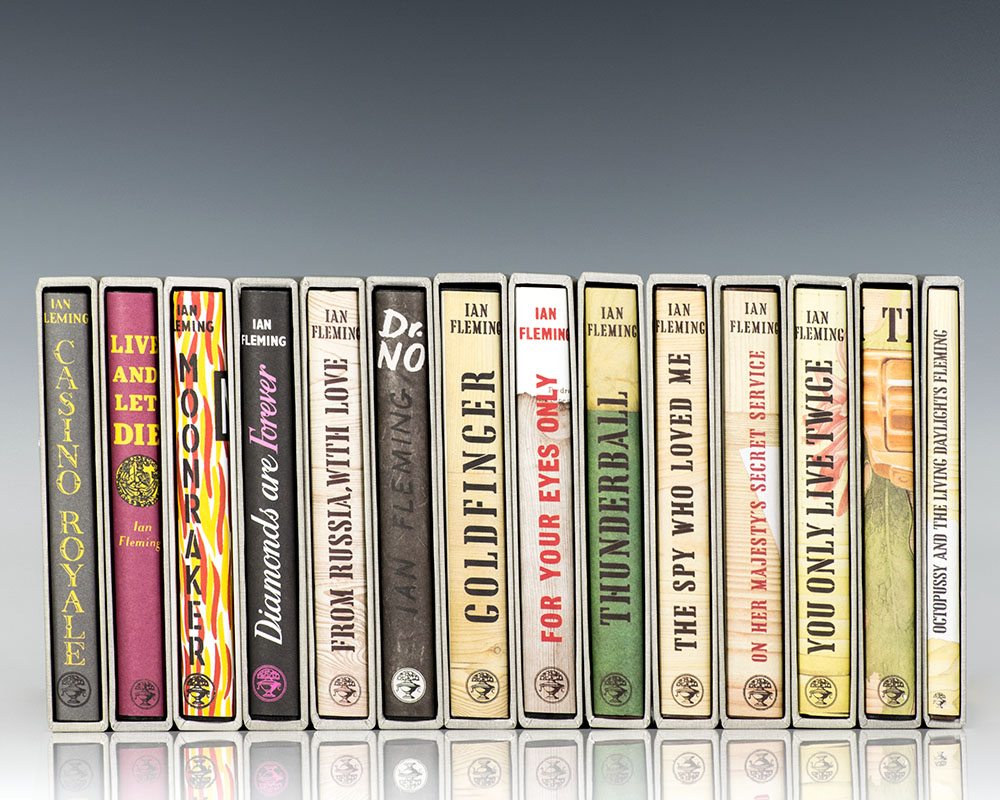 IAN
FLEMING
CASINO ROYALE
LIVE
AND
LET
DIE
Ian
Fleming
IAN
FLEMING
MOONRAKER
IAN
FLEMING
Diamonds are Forever
IAN
FLEMING
FROM RUSSIA, WITH LOVE
Dr.
NO
IAN FLEMING
IAN
FLEMING
GOLDFINGER
IAN
FLEMING
FOR YOUR EYES ONLY
IAN
FLEMING
THUNDERBALL
IAN
FLEMING
THE SPY WHO LOVED ME
IAN
FLEMING
ON HER MAJESTY'S SECRET SERVICE
IAN
FLEMING
YOU ONLY LIVE TWICE
OCTOPUSSY AND THE LIVING DAYLIGHTS FLEMING